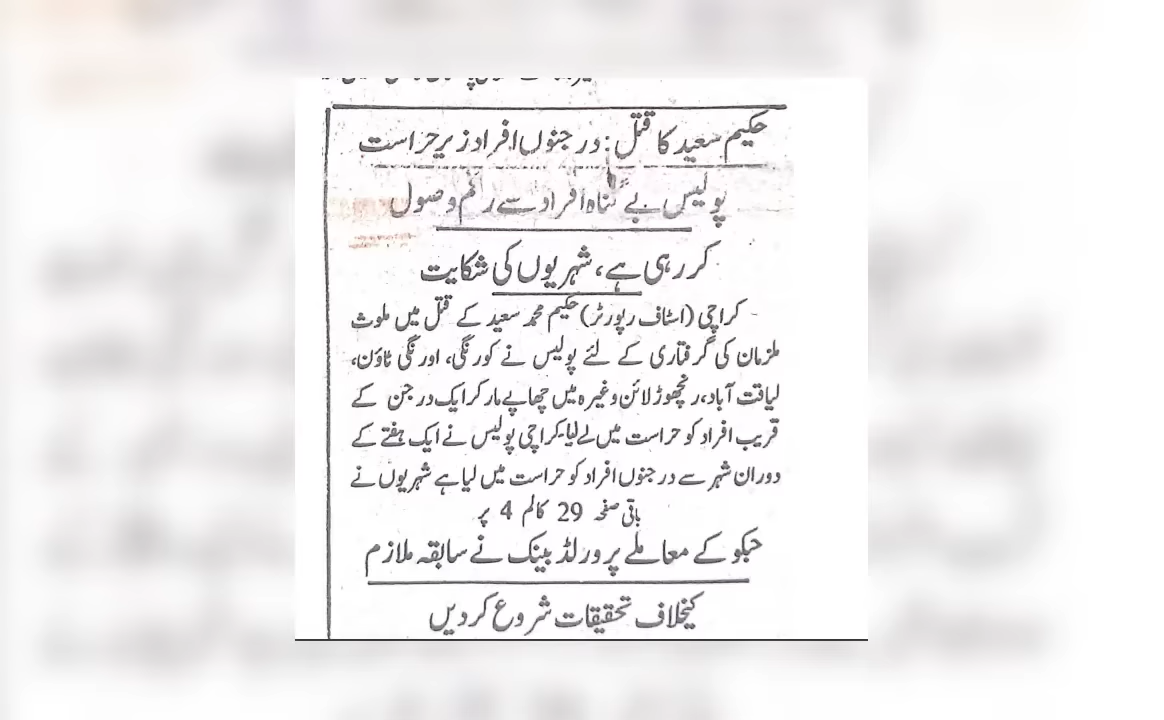 حکیم سعید کا قتل: درجنوں افراد زیر حراست
پولیس بے گناہ افراد سے رقم وصول
کر رہی ہے، شہریوں کی شکایت
کراچی (اسٹاف رپورٹر) حکیم محمد سعید کے قتل میں ملوث
ملزمان کی گرفتاری کے لئے پولیس نے کورنگی، اورنگی ٹاؤن،
لیاقت آباد، رنچھوڑ لائن وغیرہ میں چھاپے مار کر ایک درجن کے
قریب افراد کو حراست میں لے لیا۔ کراچی پولیس نے ایک ہفتے کے
دوران شہر سے درجنوں افراد کو حراست میں لیا ہے شہریوں نے
باقی صفحہ 29 کالم 4 پر
حبکو کے معاملے پر ورلڈ بینک نے سابقہ ملازم
کیخلاف تحقیقات شروع کر دیں